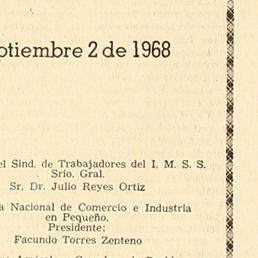 ptiembre 2 de 1968
el Sind. de Trabajadores del I. M. S. S.
Srio. Gral.
Sr. Dr. Julio Reyes Ortiz
a Nacional de Comercio e Industria
en Pequeño.
Presidente:
Facundo Torres Zenteno